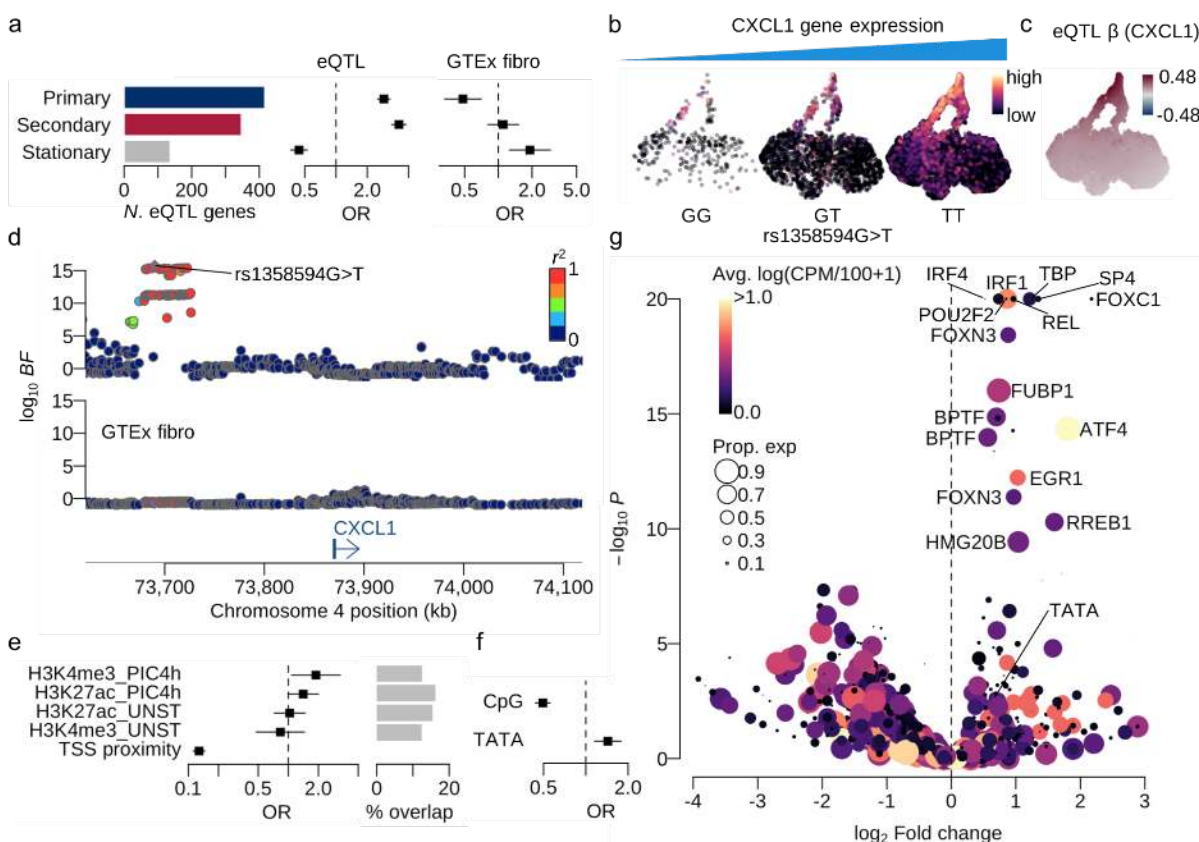 a
eQTL
GTEx fibro
Primary
Secondary
Stationary
0 200 400
N. eQTL genes
0.5 2.0
OR
0.5 2.0 5.0
OR
b
CXCL1 gene expression
high
low
GG GT TT
rs1358594G>T
c
eQTL β (CXCL1)
0.48
-0.48
d
rs1358594G>T
r²
1
0
15
10
5
0
log₁₀ BF
GTEx fibro
15
10
5
0
CXCL1
73,700 73,800 73,900 74,000 74,100
Chromosome 4 position (kb)
e
H3K4me3_PIC4h
H3K27ac_PIC4h
H3K27ac_UNST
H3K4me3_UNST
TSS proximity
0.1 0.5 2.0
OR
0 10 20
% overlap
f
CpG
TATA
0.5 2.0
OR
g
Avg. log(CPM/100+1)
>1.0
0.0
Prop. exp
0.9
0.7
0.5
0.3
0.1
IRF4
IRF1
TBP
SP4
FOXC1
POU2F2
REL
FOXN3
FUBP1
BPTF
ATF4
BPTF
EGR1
FOXN3
RREB1
HMG20B
TATA
20
15
10
5
0
−log₁₀ P
-4 -3 -2 -1 0 1 2 3
log₂ Fold change